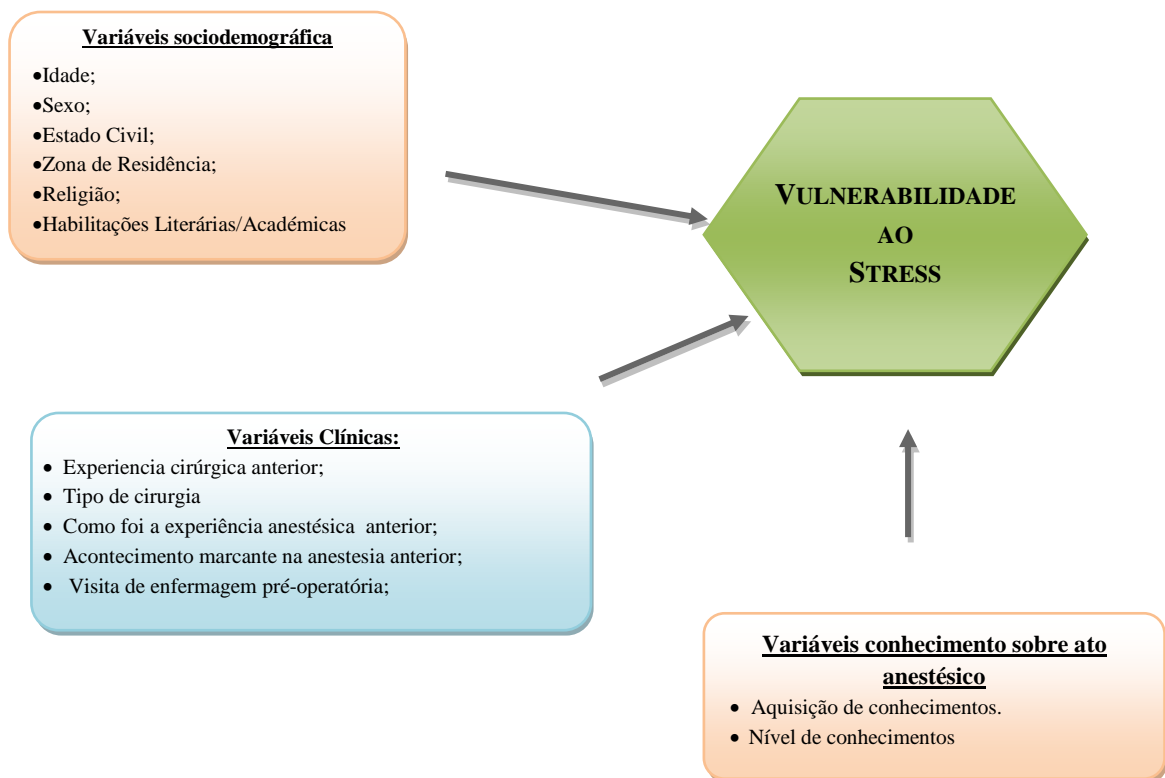 Variáveis sociodemográfica
•Idade;
•Sexo;
•Estado Civil;
•Zona de Residência;
•Religião;
•Habilitações Literárias/Académicas
VULNERABILIDADE
AO
STRESS
Variáveis Clínicas:
• Experiencia cirúrgica anterior;
• Tipo de cirurgia
• Como foi a experiência anestésica anterior;
• Acontecimento marcante na anestesia anterior;
• Visita de enfermagem pré-operatória;
Variáveis conhecimento sobre ato
anestésico
• Aquisição de conhecimentos.
• Nível de conhecimentos